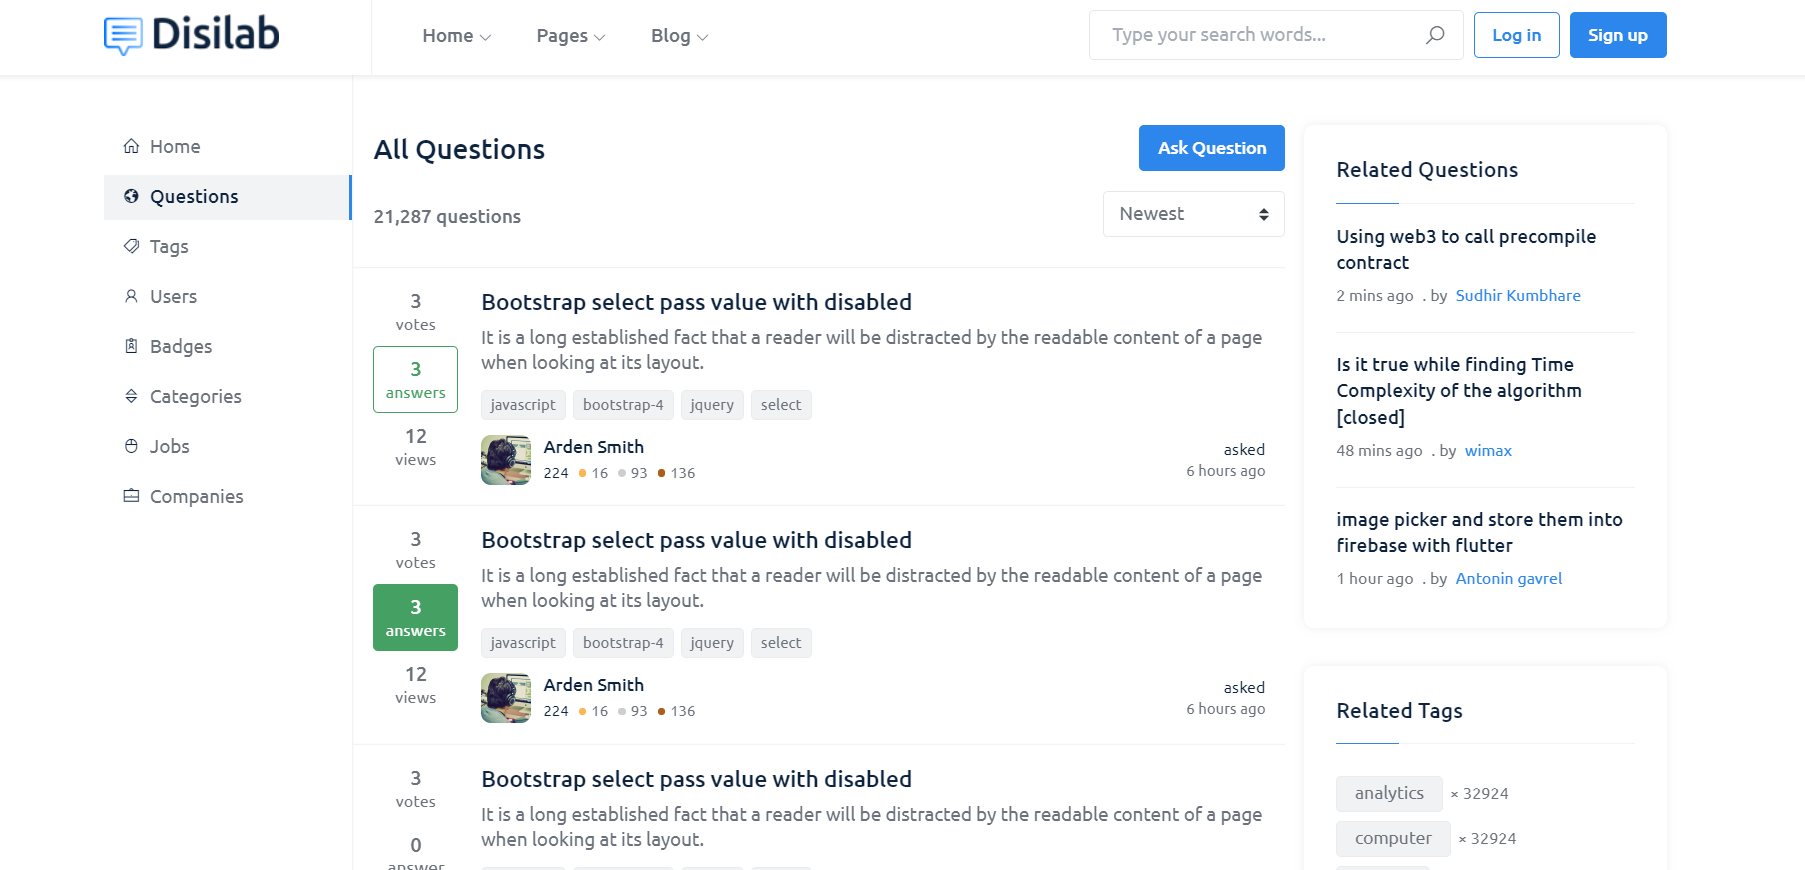 Disilab
Home
Pages
Blog
Type your search words...
Log in
Sign up
Home
Questions
Tags
Users
Badges
Categories
Jobs
Companies
All Questions
Ask Question
21,287 questions
Newest
3
votes
3
answers
12
views
Bootstrap select pass value with disabled
It is a long established fact that a reader will be distracted by the readable content of a page
when looking at its layout.
javascript bootstrap-4 jquery select
Arden Smith
224 16 93 136
asked
6 hours ago
3
votes
3
answers
12
views
Bootstrap select pass value with disabled
It is a long established fact that a reader will be distracted by the readable content of a page
when looking at its layout.
javascript bootstrap-4 jquery select
Arden Smith
224 16 93 136
asked
6 hours ago
3
votes
0
answer
Bootstrap select pass value with disabled
It is a long established fact that a reader will be distracted by the readable content of a page
when looking at its layout.
Related Questions
Using web3 to call precompile
contract
2 mins ago . by Sudhir Kumbhare
Is it true while finding Time
Complexity of the algorithm
[closed]
48 mins ago . by wimax
image picker and store them into
firebase with flutter
1 hour ago . by Antonin gavrel
Related Tags
analytics × 32924
computer × 32924